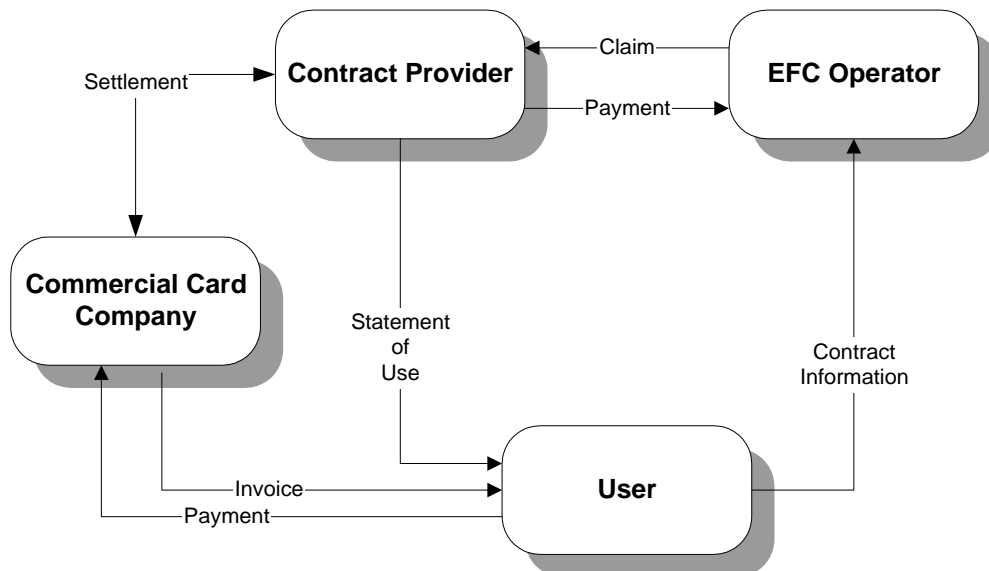 Claim
Contract Provider
EFC Operator
Settlement
Payment
Commercial Card
Company
Statement
of
Use
Contract
Information
User
Invoice
Payment